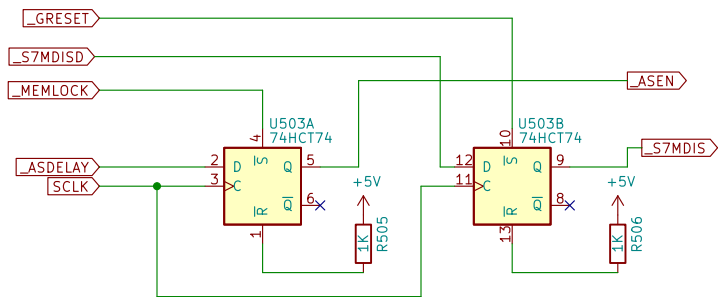 _GRESET
_S7MDISD
_MEMLOCK
_ASEN
U503A
74HCT74
U503B
74HCT74
4
10
_S7MDIS
_ASDELAY
2
D
S
Q
5
12
D
S
Q
9
SCLK
3
C
11
C
+5V
+5V
6
Q
8
Q
R
R
1
13
1K
R505
1K
R506